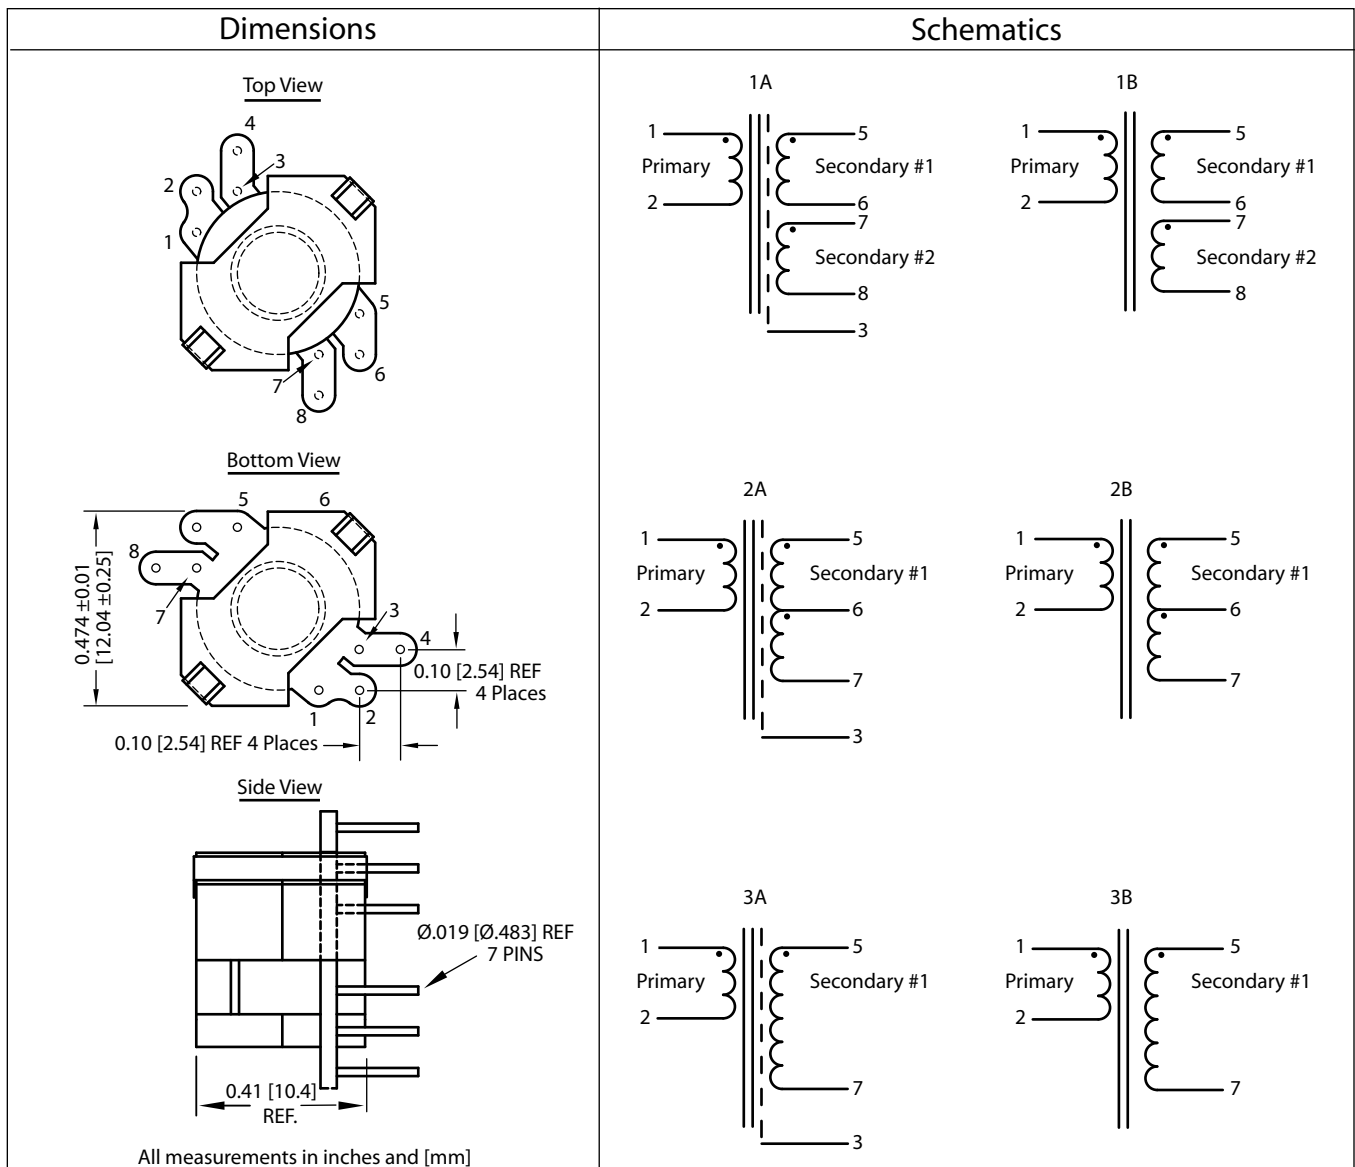 Dimensions
Schematics
Top View
4
3
2
1
5
6
7
8
Bottom View
5
6
8
7
0.474 ±0.01
[12.04 ±0.25]
3
4
0.10 [2.54] REF
4 Places
1
2
0.10 [2.54] REF 4 Places
Side View
Ø.019 [Ø.483] REF
7 PINS
0.41 [10.4]
REF.
All measurements in inches and [mm]
1A
1
Primary
2
5
Secondary #1
6
7
Secondary #2
8
3
1B
1
Primary
2
5
Secondary #1
6
7
Secondary #2
8
2A
1
Primary
2
5
Secondary #1
6
7
3
2B
1
Primary
2
5
Secondary #1
6
7
3A
1
Primary
2
5
Secondary #1
7
3
3B
1
Primary
2
5
Secondary #1
7